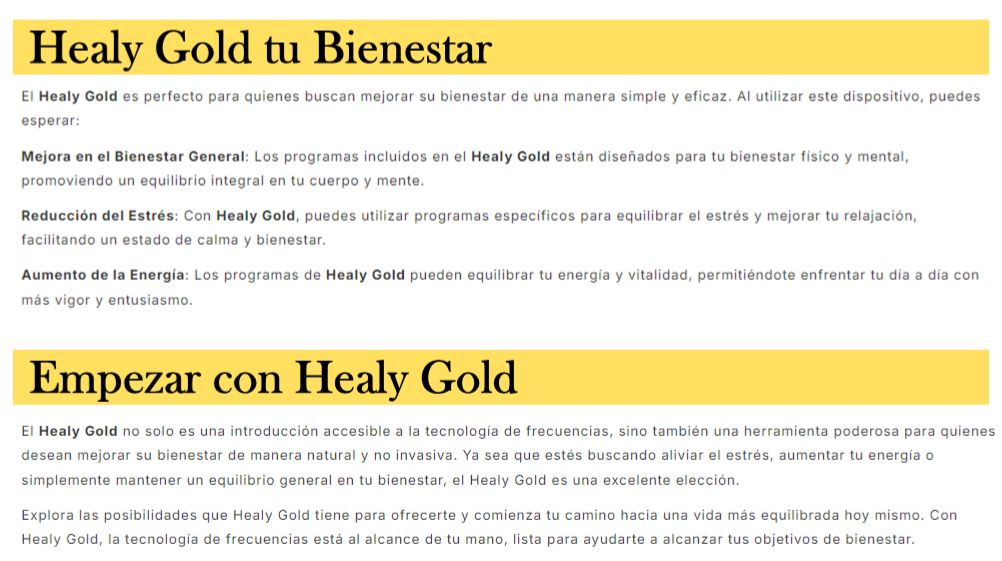 Healy Gold tu Bienestar
El Healy Gold es perfecto para quienes buscan mejorar su bienestar de una manera simple y eficaz. Al utilizar este dispositivo, puedes
esperar:
Mejora en el Bienestar General: Los programas incluidos en el Healy Gold están diseñados para tu bienestar físico y mental,
promoviendo un equilibrio integral en tu cuerpo y mente.
Reducción del Estrés: Con Healy Gold, puedes utilizar programas específicos para equilibrar el estrés y mejorar tu relajación,
facilitando un estado de calma y bienestar.
Aumento de la Energía: Los programas de Healy Gold pueden equilibrar tu energía y vitalidad, permitiéndote enfrentar tu día a día con
más vigor y entusiasmo.
Empezar con Healy Gold
El Healy Gold no solo es una introducción accesible a la tecnología de frecuencias, sino también una herramienta poderosa para quienes
desean mejorar su bienestar de manera natural y no invasiva. Ya sea que estés buscando aliviar el estrés, aumentar tu energía o
simplemente mantener un equilibrio general en tu bienestar, el Healy Gold es una excelente elección.
Explora las posibilidades que Healy Gold tiene para ofrecerte y comienza tu camino hacia una vida más equilibrada hoy mismo. Con
Healy Gold, la tecnología de frecuencias está al alcance de tu mano, lista para ayudarte a alcanzar tus objetivos de bienestar.